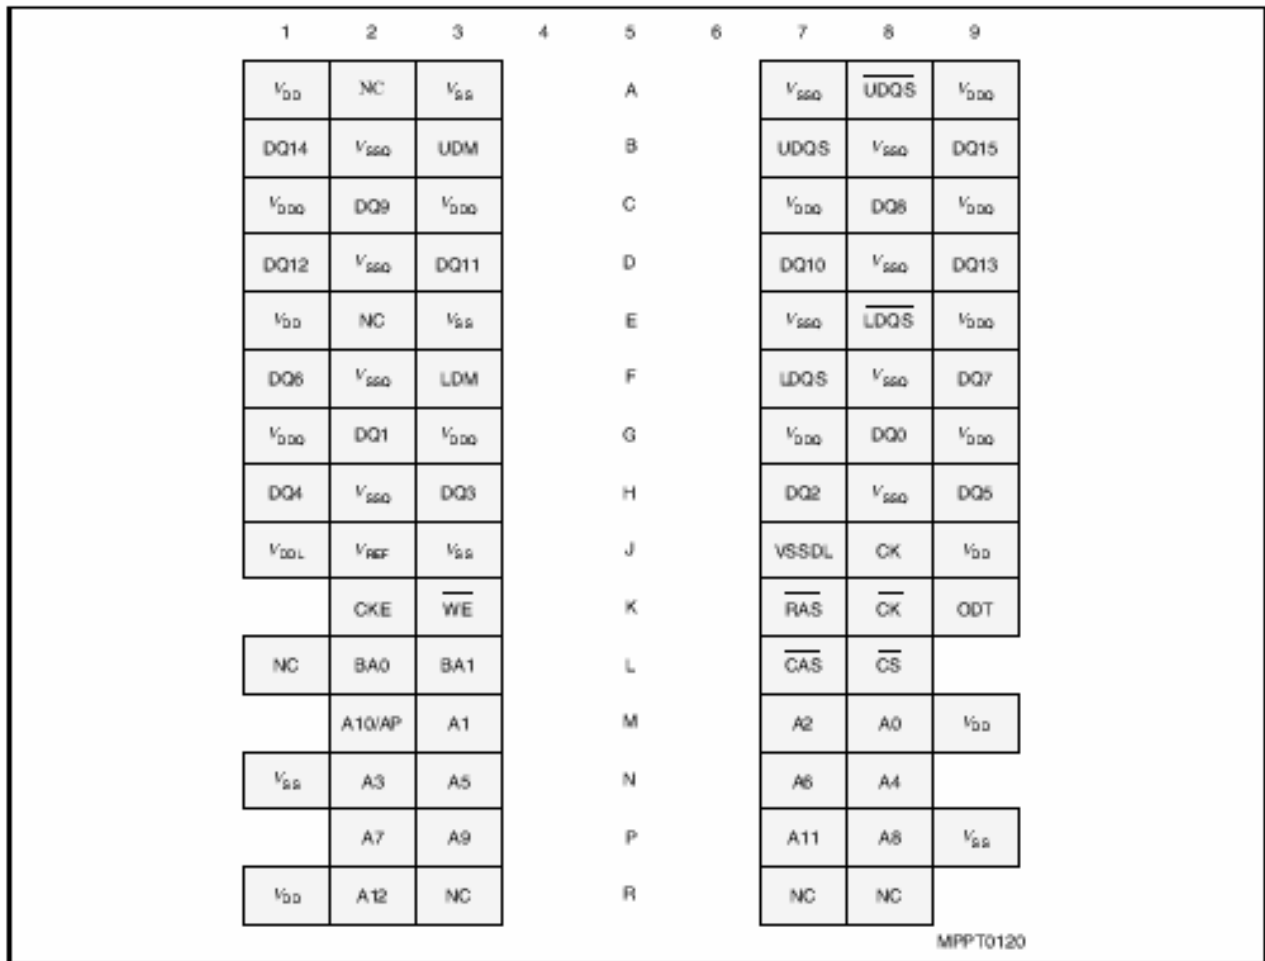 1 2 3 4 5 6 7 8 9
VDD NC VSS A VSSQ UDQS VDDQ
DQ14 VSSQ UDM B UDQS VSSQ DQ15
VDDQ DQ9 VDDQ C VDDQ DQ8 VDDQ
DQ12 VSSQ DQ11 D DQ10 VSSQ DQ13
VDD NC VSS E VSSQ LDQS VDDQ
DQ6 VSSQ LDM F LDQS VSSQ DQ7
VDDQ DQ1 VDDQ G VDDQ DQ0 VDDQ
DQ4 VSSQ DQ3 H DQ2 VSSQ DQ5
VDDL VREF VSS J VSSDL CK VDD
CKE WE K RAS CK ODT
NC BA0 BA1 L CAS CS
A10/AP A1 M A2 A0 VDD
VSS A3 A5 N A6 A4
A7 A9 P A11 A8 VSS
VDD A12 NC R NC NC
MPPT0120